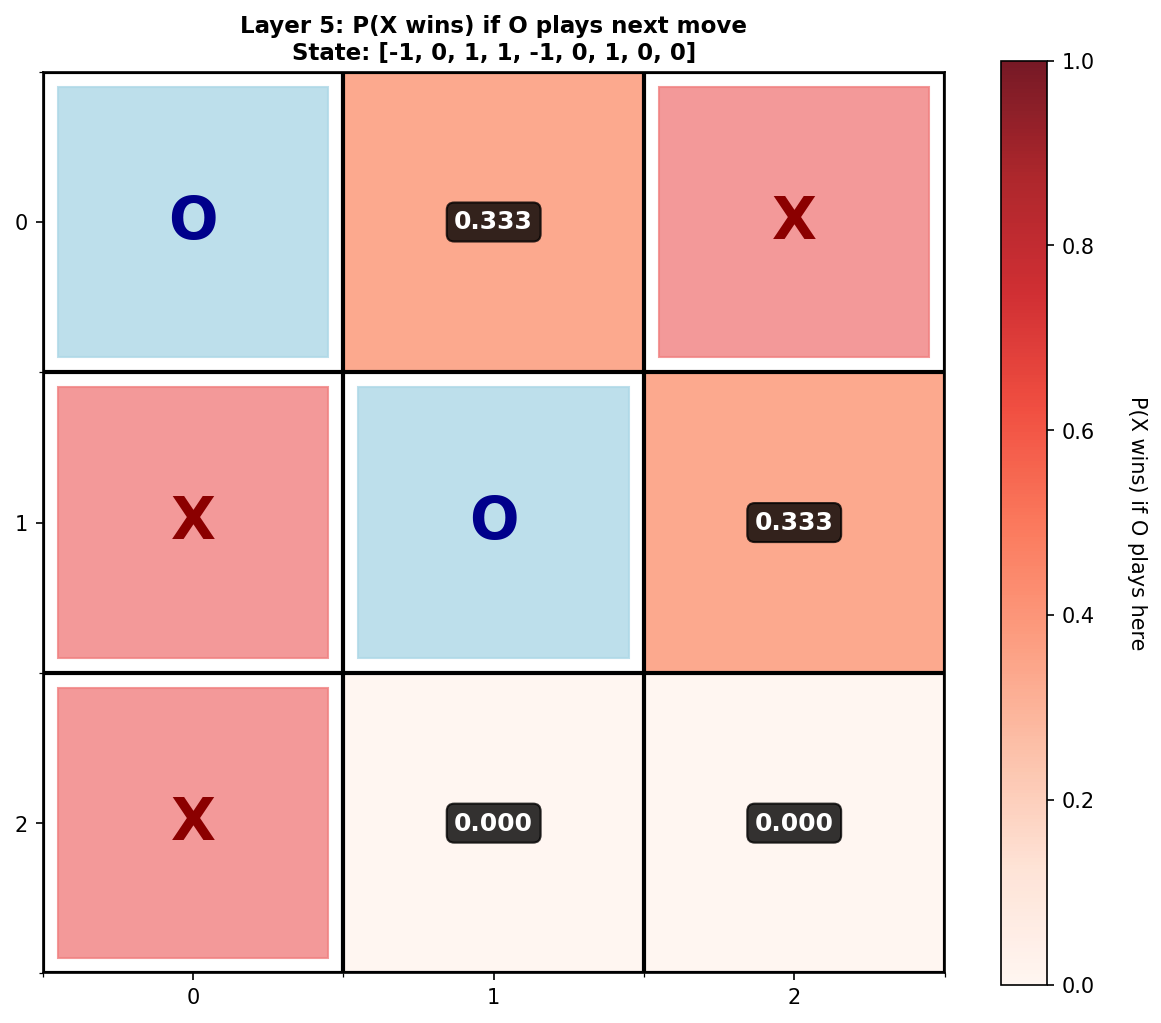 Layer 5: P(X wins) if O plays next move
State: [-1, 0, 1, 1, -1, 0, 1, 0, 0]
1.0
0.8
0.6
0.4
0.2
0.0
P(X wins) if O plays here
0
O
0.333
X
1
X
O
0.333
2
X
0.000
0.000
0
1
2